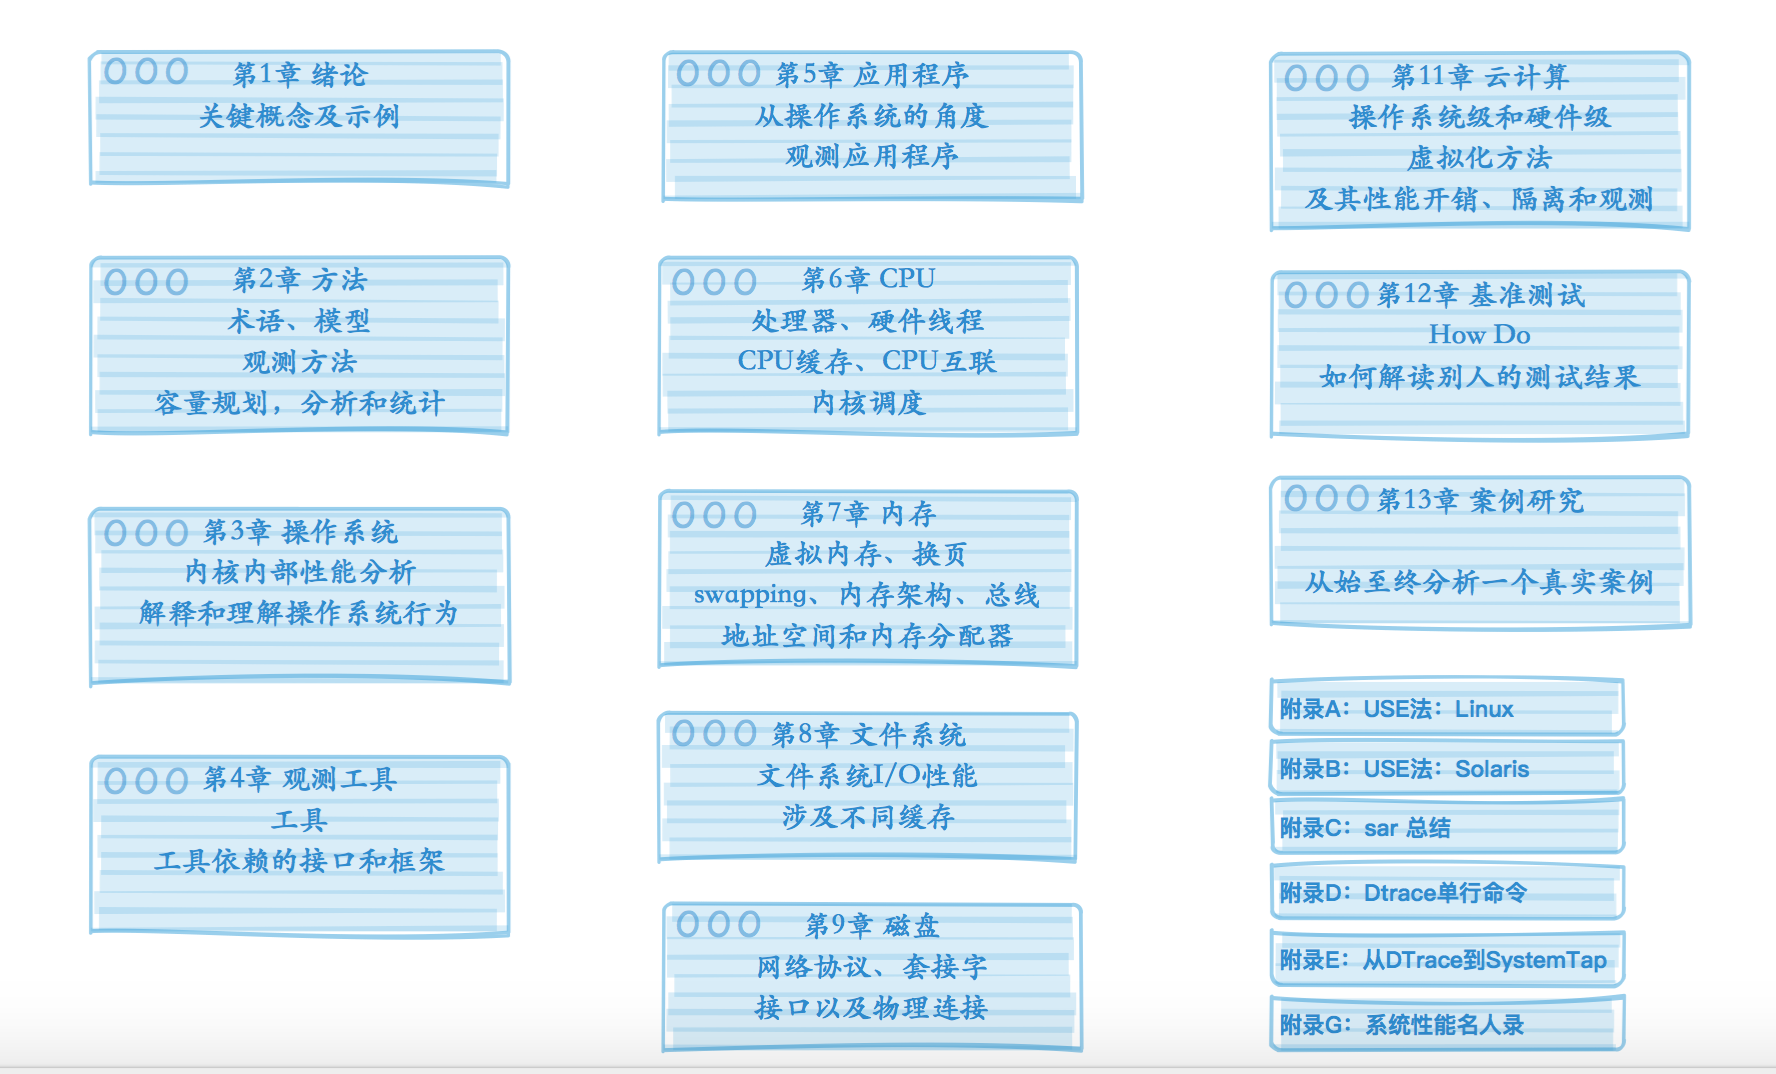 第1章 绪论
关键概念及示例
第2章 方法
术语、模型
观测方法
容量规划，分析和统计
第3章 操作系统
内核内部性能分析
解释和理解操作系统行为
第4章 观测工具
工具
工具依赖的接口和框架
第5章 应用程序
从操作系统的角度
观测应用程序
第6章 CPU
处理器、硬件线程
CPU缓存、CPU互联
内核调度
第7章 内存
虚拟内存、换页
swapping、内存架构、总线
地址空间和内存分配器
第8章 文件系统
文件系统I/O性能
涉及不同缓存
第9章 磁盘
网络协议、套接字
接口以及物理连接
第11章 云计算
操作系统级和硬件级
虚拟化方法
及其性能开销、隔离和观测
第12章 基准测试
How Do
如何解读别人的测试结果
第13章 案例研究
从始至终分析一个真实案例
附录A：USE法：Linux
附录B：USE法：Solaris
附录C：sar 总结
附录D：Dtrace单行命令
附录E：从DTrace到SystemTap
附录G：系统性能名人录